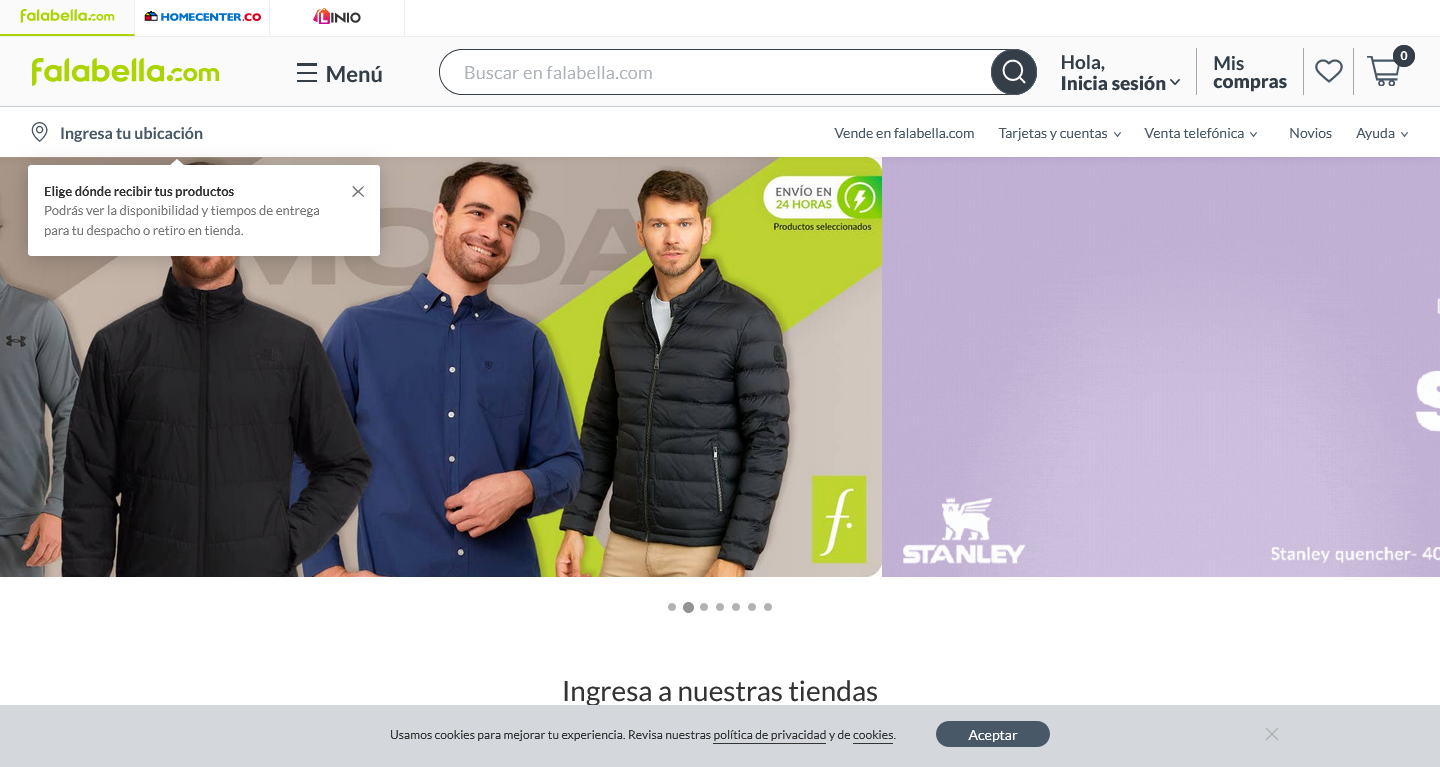 falabella.com
HOMECENTER.CO
LINIO
falabella.com
Menú
Buscar en falabella.com
Hola,
Inicia sesión
Mis
compras
0
Ingresa tu ubicación
Vende en falabella.com
Tarjetas y cuentas
Venta telefónica
Novios
Ayuda
Elige dónde recibir tus productos
Podrás ver la disponibilidad y tiempos de entrega
para tu despacho o retiro en tienda.
MODA
ENVÍO EN
24 HORAS
Productos seleccionados
f.
S
STANLEY
Stanley quencher- 40
Ingresa a nuestras tiendas
Usamos cookies para mejorar tu experiencia. Revisa nuestras política de privacidad y de cookies.
Aceptar